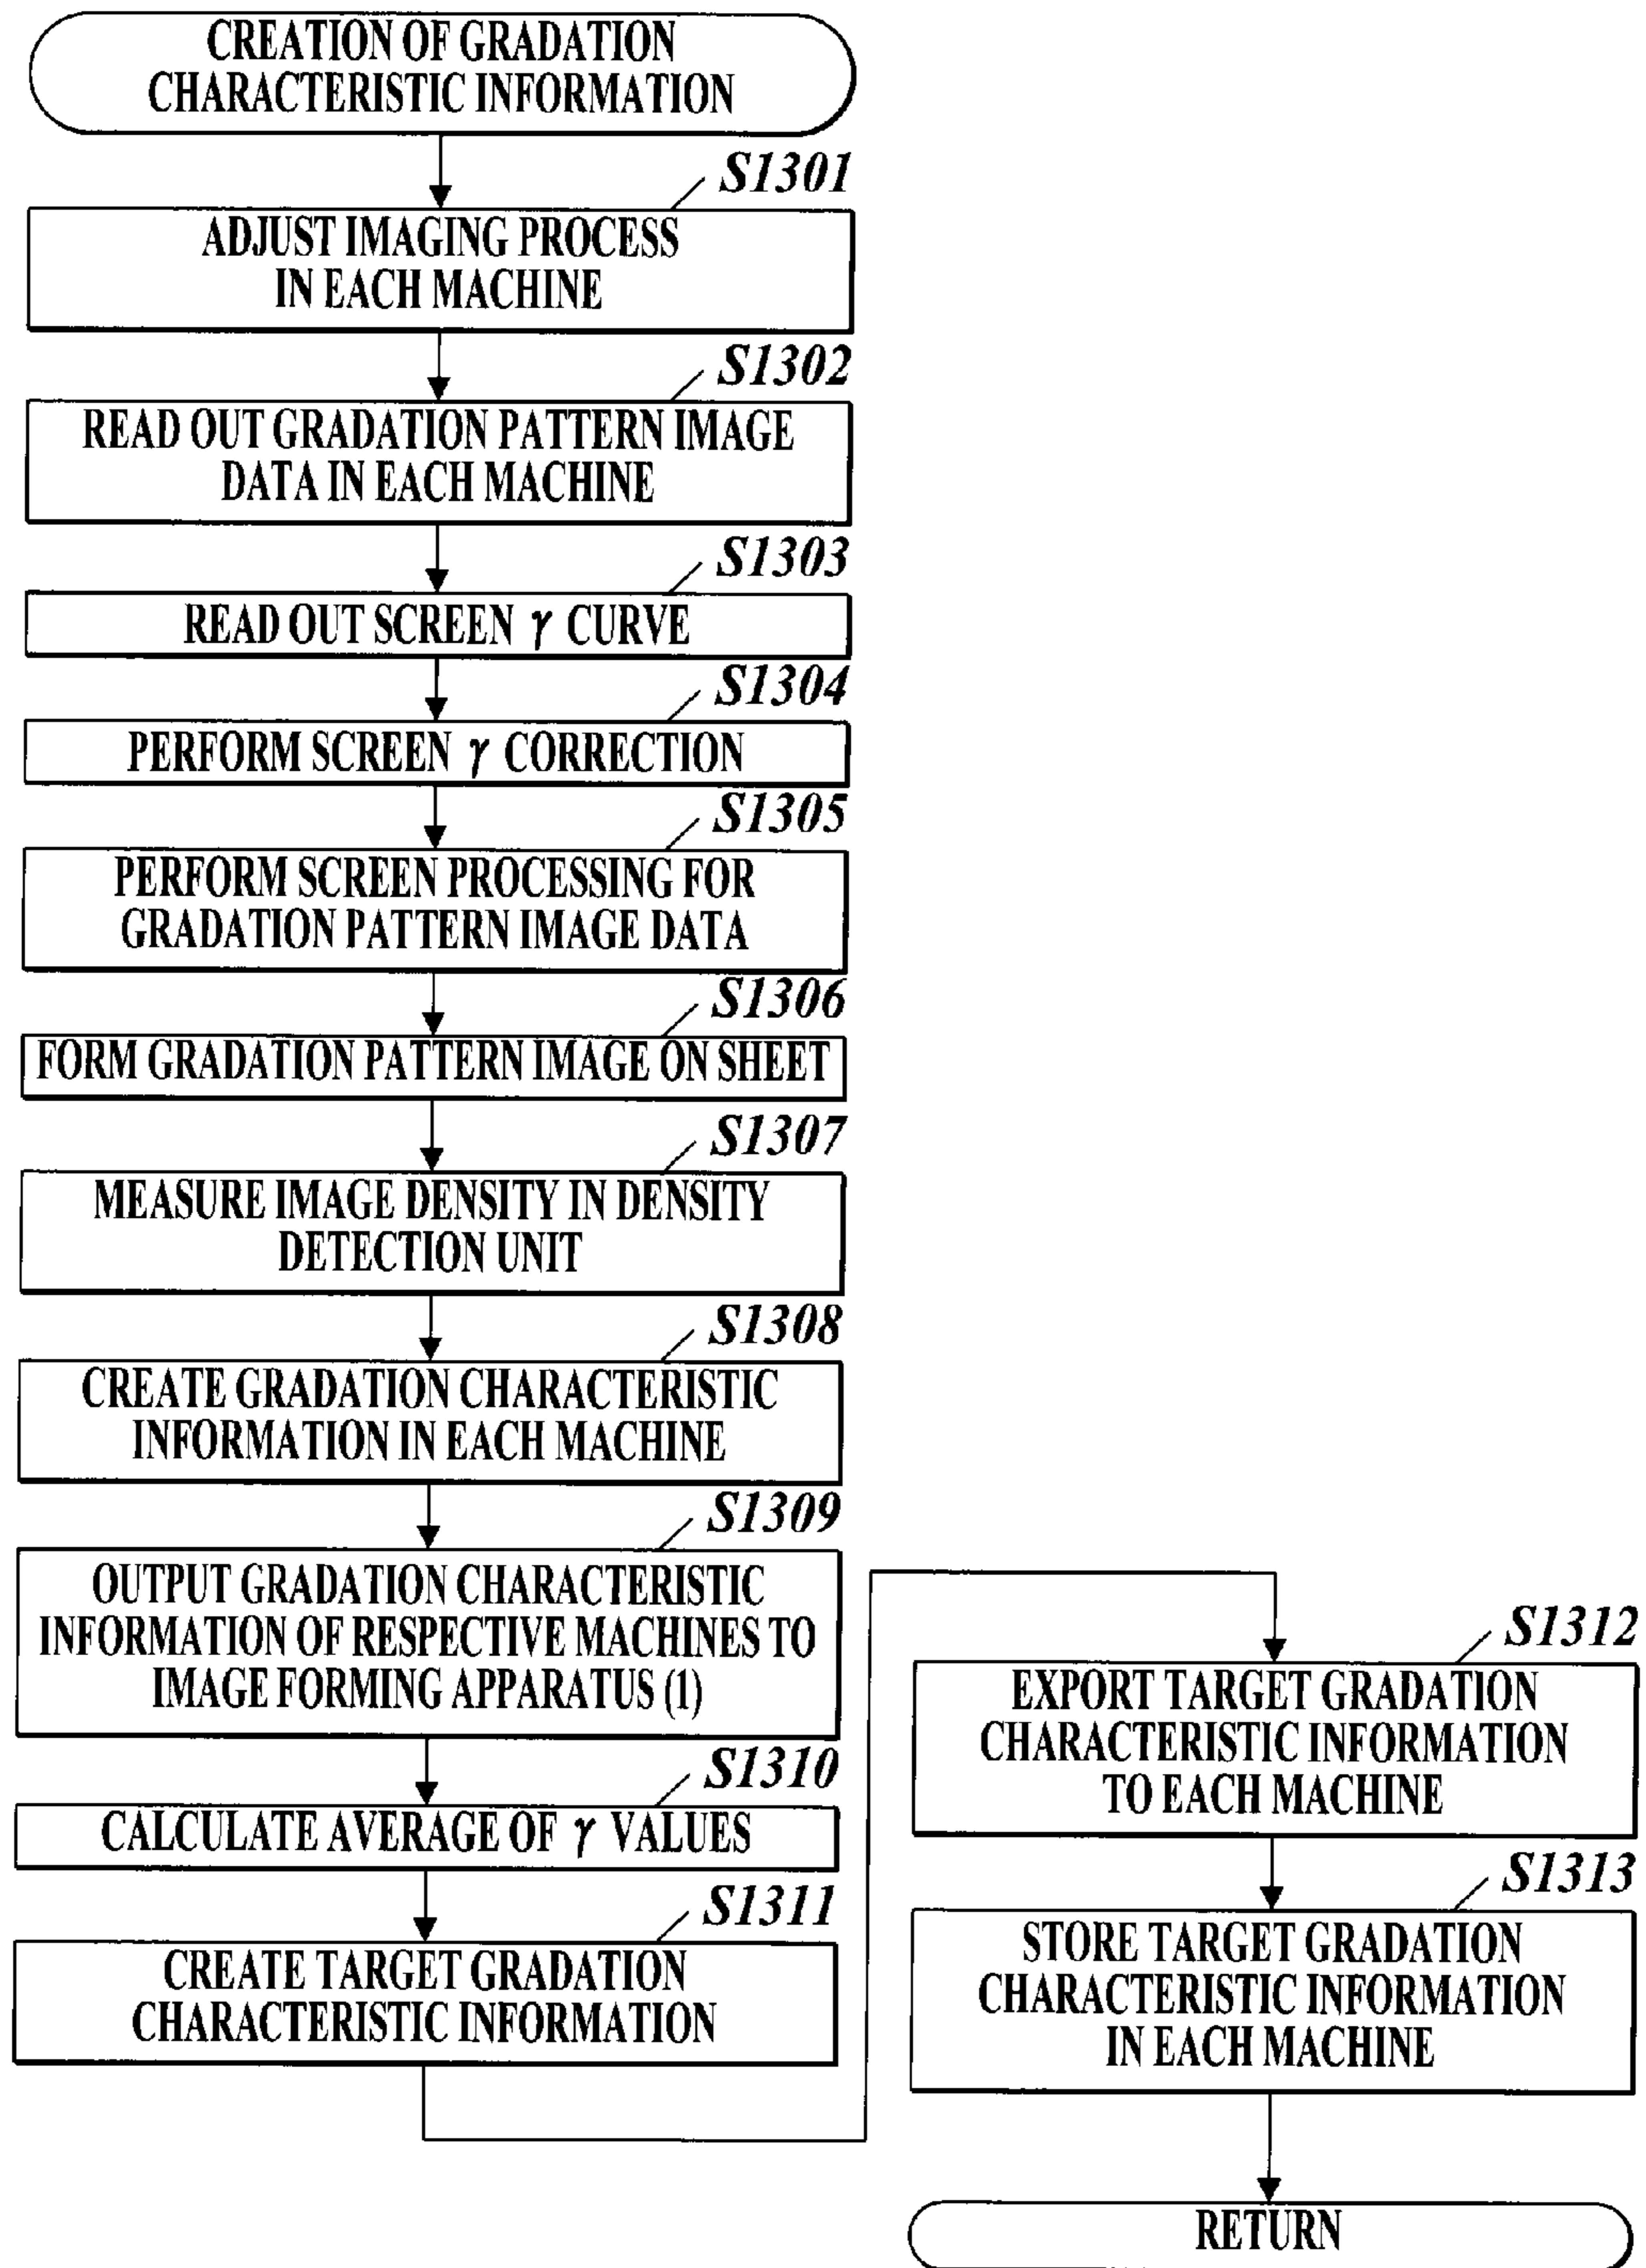 CREATION OF GRADATION
CHARACTERISTIC INFORMATION
S1301
ADJUST IMAGING PROCESS
IN EACH MACHINE
S1302
READ OUT GRADATION PATTERN IMAGE
DATA IN EACH MACHINE
S1303
READ OUT SCREEN γ CURVE
S1304
PERFORM SCREEN γ CORRECTION
S1305
PERFORM SCREEN PROCESSING FOR
GRADATION PATTERN IMAGE DATA
S1306
FORM GRADATION PATTERN IMAGE ON SHEET
S1307
MEASURE IMAGE DENSITY IN DENSITY
DETECTION UNIT
S1308
CREATE GRADATION CHARACTERISTIC
INFORMATION IN EACH MACHINE
S1309
OUTPUT GRADATION CHARACTERISTIC
INFORMATION OF RESPECTIVE MACHINES TO
IMAGE FORMING APPARATUS (1)
S1310
CALCULATE AVERAGE OF γ VALUES
S1311
CREATE TARGET GRADATION
CHARACTERISTIC INFORMATION
S1312
EXPORT TARGET GRADATION
CHARACTERISTIC INFORMATION
TO EACH MACHINE
S1313
STORE TARGET GRADATION
CHARACTERISTIC INFORMATION
IN EACH MACHINE
RETURN